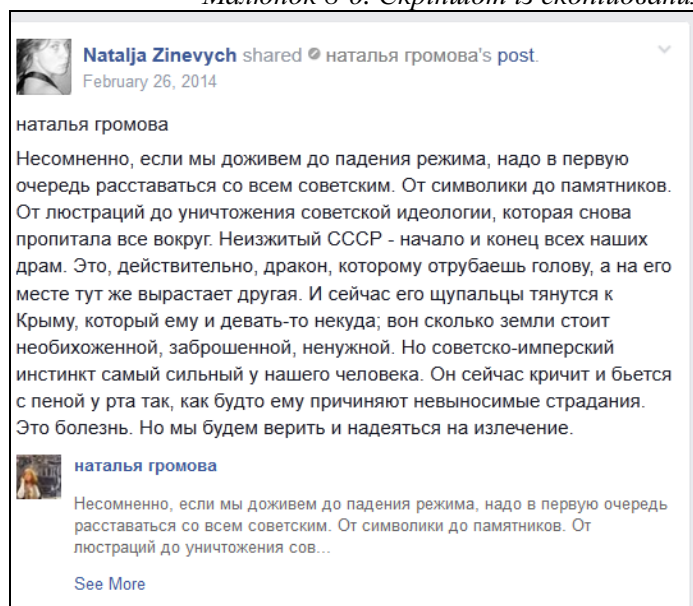 Малюнок 8-6. Скріншот із скопійованим
Natalja Zinevych shared наталья громова's post.
February 26, 2014
наталья громова
Несомненно, если мы доживем до падения режима, надо в первую
очередь расставаться со всем советским. От символики до памятников.
От люстраций до уничтожения советской идеологии, которая снова
пропитала все вокруг. Неизжитый СССР - начало и конец всех наших
драм. Это, действительно, дракон, которому отрубаешь голову, а на его
месте тут же вырастает другая. И сейчас его щупальцы тянутся к
Крыму, который ему и девать-то некуда; вон сколько земли стоит
необихоженной, заброшенной, ненужной. Но советско-имперский
инстинкт самый сильный у нашего человека. Он сейчас кричит и бьется
с пеной у рта так, как будто ему причиняют невыносимые страдания.
Это болезнь. Но мы будем верить и надеяться на излечение.
наталья громова
Несомненно, если мы доживем до падения режима, надо в первую очередь
расставаться со всем советским. От символики до памятников. От
люстраций до уничтожения сов...
See More